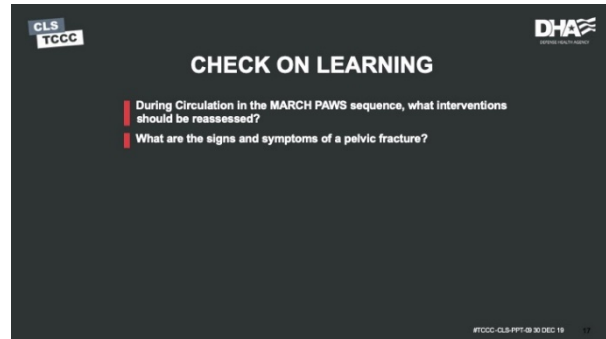 CLS
TCCC
DHA
DEFENSE HEALTH AGENCY
CHECK ON LEARNING
During Circulation in the MARCH PAWS sequence, what interventions
should be reassessed?
What are the signs and symptoms of a pelvic fracture?
#TCCC-CLS-PPT-09 30 DEC 19
17